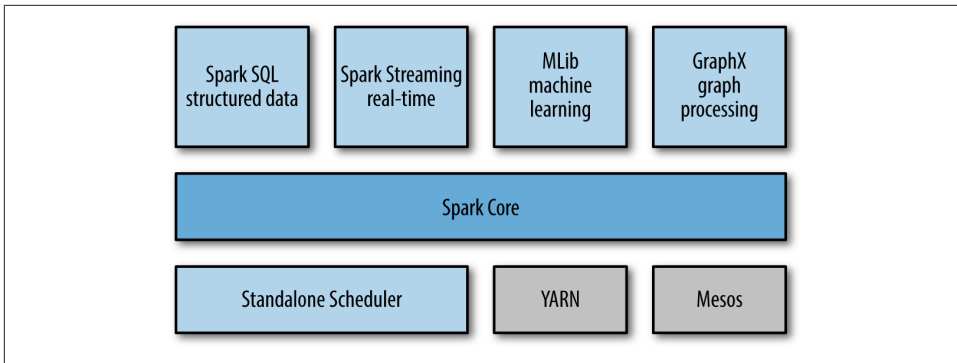 Spark SQL
structured data
Spark Streaming
real-time
MLib
machine
learning
GraphX
graph
processing
Spark Core
Standalone Scheduler
YARN
Mesos